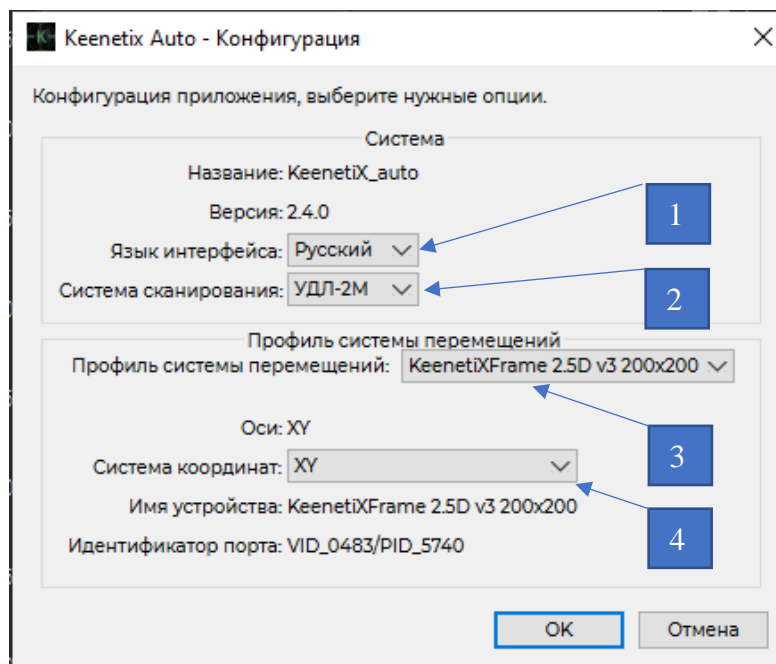 Keenetix Auto - Конфигурация
Конфигурация приложения, выберите нужные опции.
Система
Название: KeenetiX_auto
Версия: 2.4.0
Язык интерфейса: Русский
1
Система сканирования: УДЛ-2М
2
Профиль системы перемещений
Профиль системы перемещений: KeenetiXFrame 2.5D v3 200x200
Оси: XY
3
Система координат: XY
Имя устройства: KeenetiXFrame 2.5D v3 200x200
4
Идентификатор порта: VID_0483/PID_5740
OK Отмена